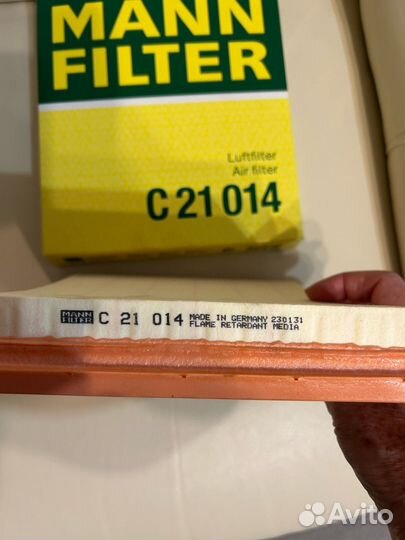 MANN
FILTER
Luftfilter
Air filter
C 21 014
MANN
FILTER
C 21 014 MADE IN GERMANY 230131
FLAME RETARDANT MEDIA
Avito